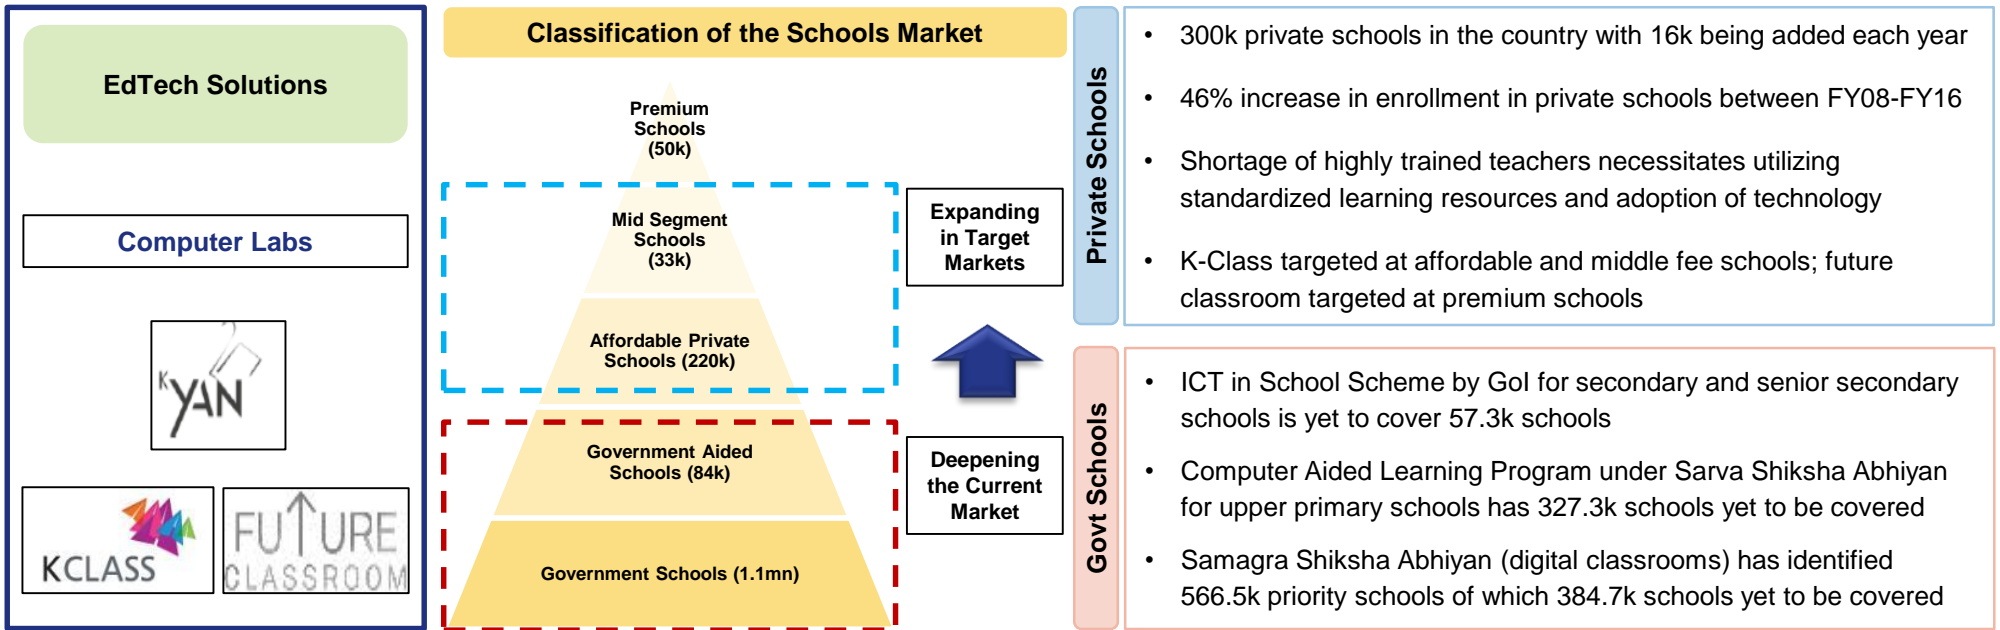 EdTech Solutions
Computer Labs
K YAN
KCLASS
FUTURE
CLASSROOM
Classification of the Schools Market
Premium
Schools
(50k)
Mid Segment
Schools
(33k)
Affordable Private
Schools (220k)
Government Aided
Schools (84k)
Government Schools (1.1mn)
Expanding
in Target
Markets
Deepening
the Current
Market
Private Schools
• 300k private schools in the country with 16k being added each year
• 46% increase in enrollment in private schools between FY08-FY16
• Shortage of highly trained teachers necessitates utilizing
standardized learning resources and adoption of technology
• K-Class targeted at affordable and middle fee schools; future
classroom targeted at premium schools
Govt Schools
• ICT in School Scheme by GoI for secondary and senior secondary
schools is yet to cover 57.3k schools
• Computer Aided Learning Program under Sarva Shiksha Abhiyan
for upper primary schools has 327.3k schools yet to be covered
• Samagra Shiksha Abhiyan (digital classrooms) has identified
566.5k priority schools of which 384.7k schools yet to be covered